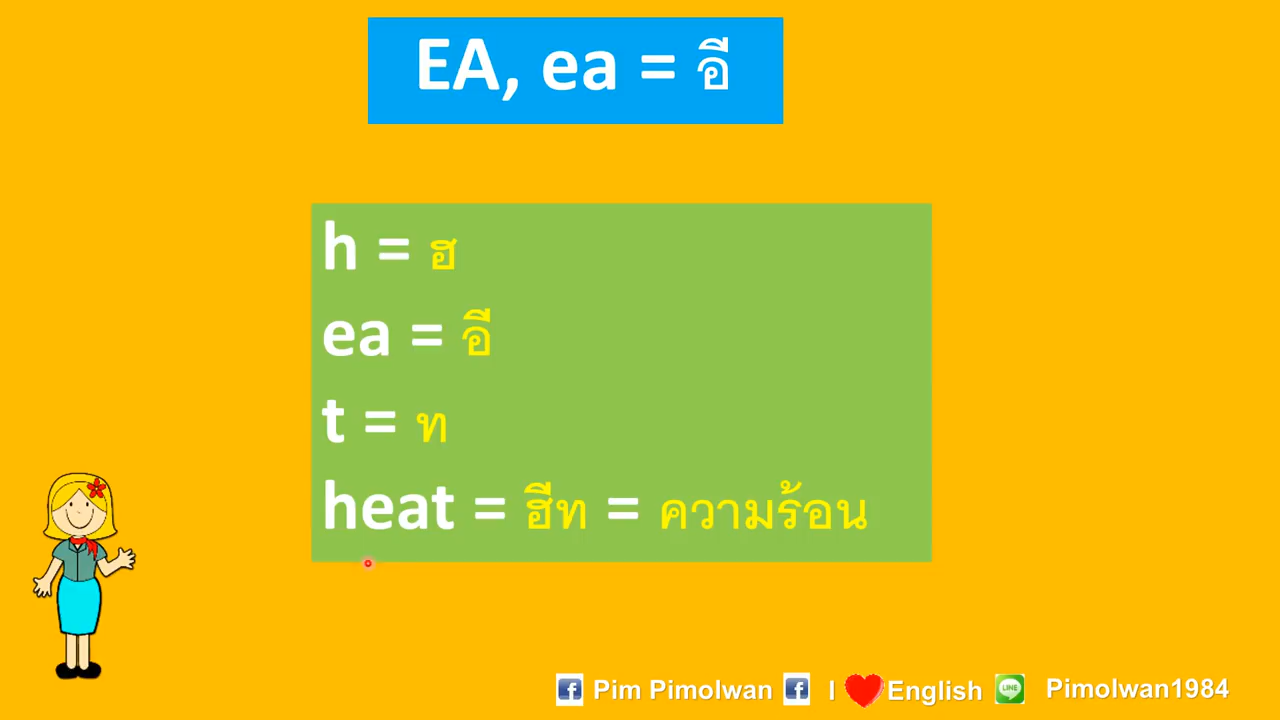 EA, ea = อี
h = ฮ
ea = อี
t = ท
heat = ฮีท = ความร้อน
Pim Pimolwan I English Pimolwan1984